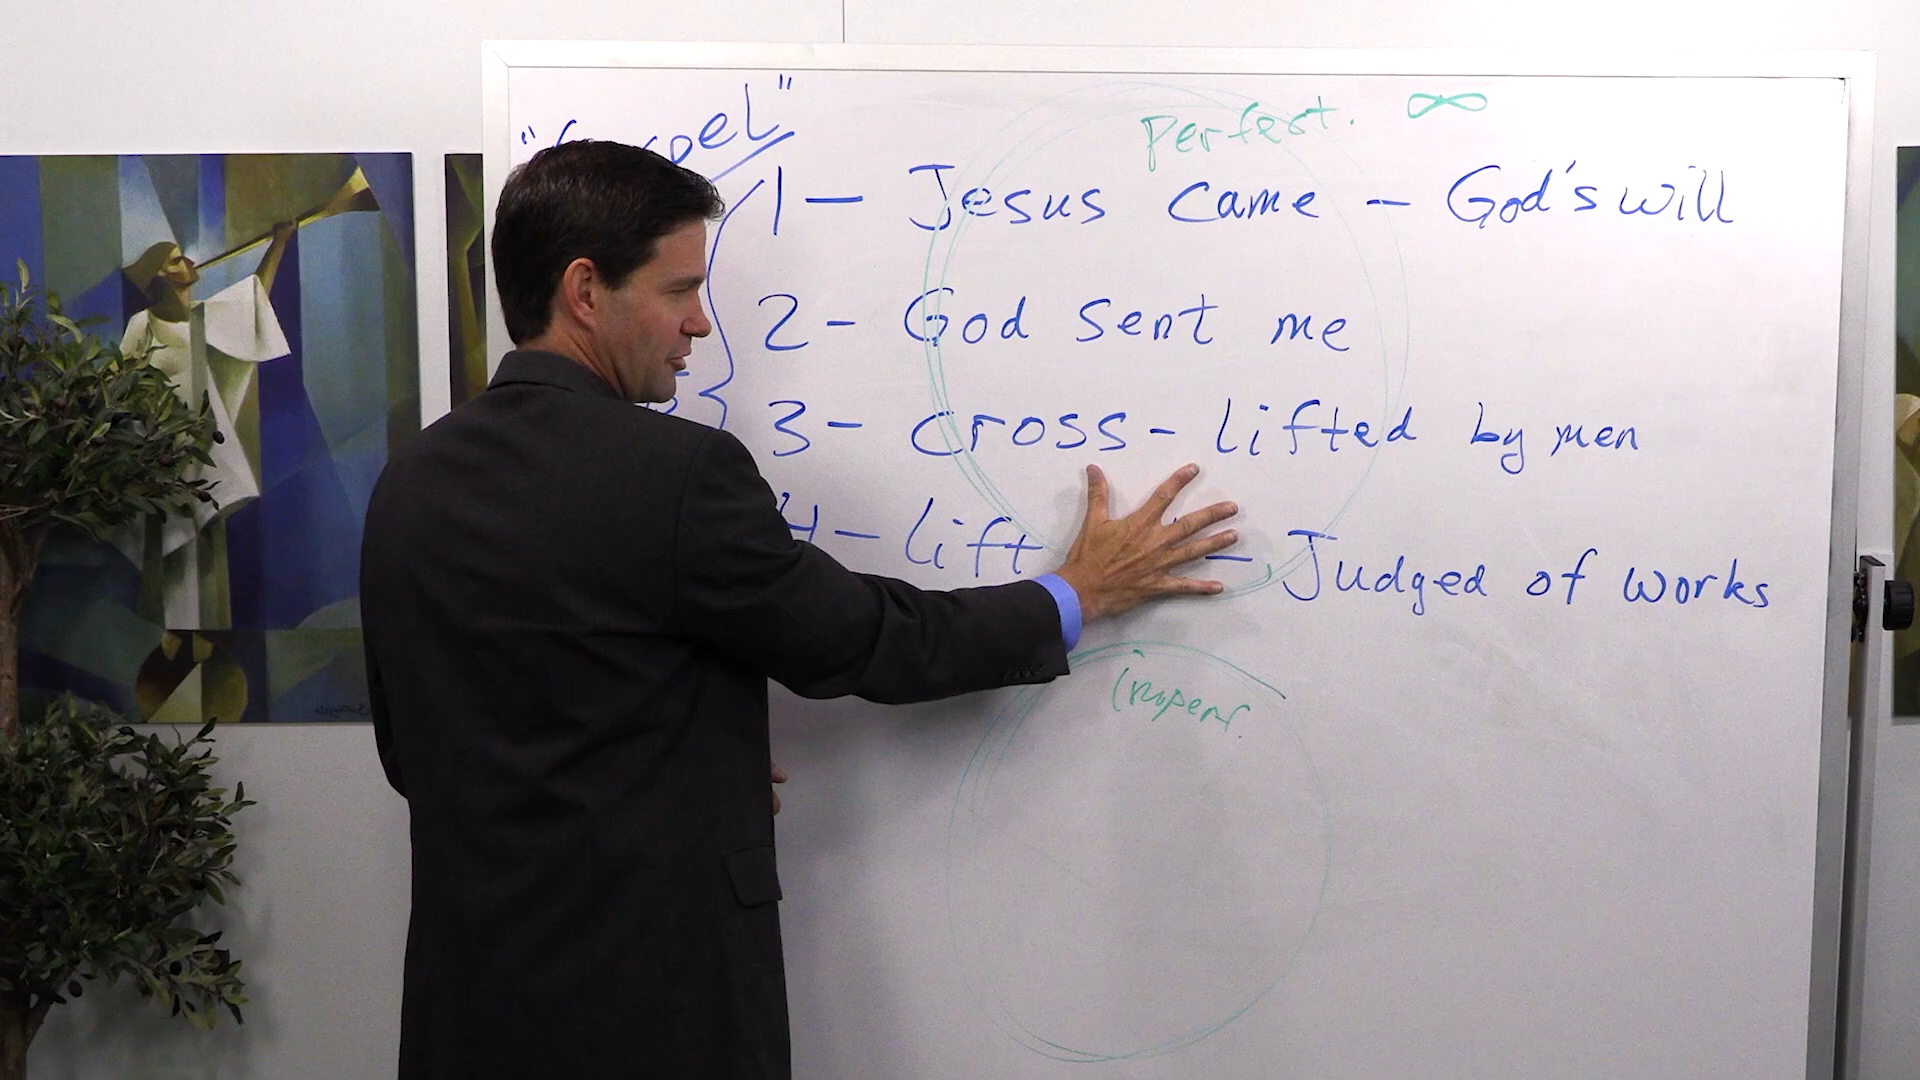 perfect. ∞
1 - Jesus came - God's will
2 - God sent me
3 - cross - lifted by men
4 - lift - Judged of works
imperf.